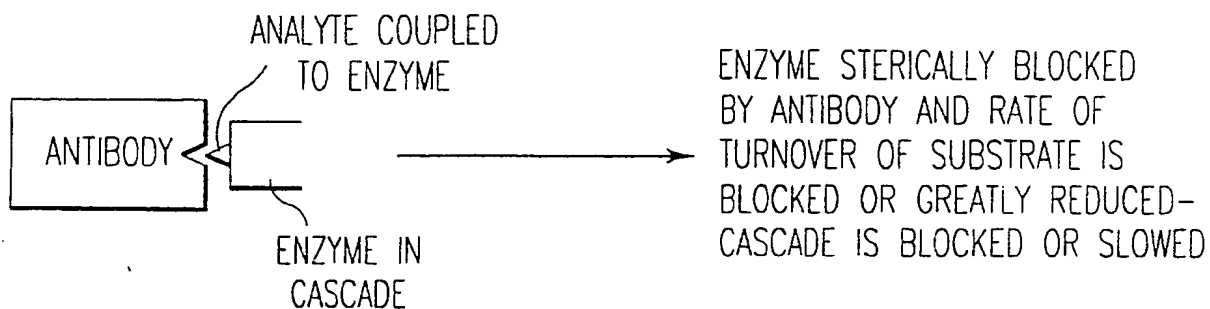 ANALYTE COUPLED
TO ENZYME
ANTIBODY
ENZYME IN
CASCADE
ENZYME STERICALLY BLOCKED
BY ANTIBODY AND RATE OF
TURNOVER OF SUBSTRATE IS
BLOCKED OR GREATLY REDUCED-
CASCADE IS BLOCKED OR SLOWED